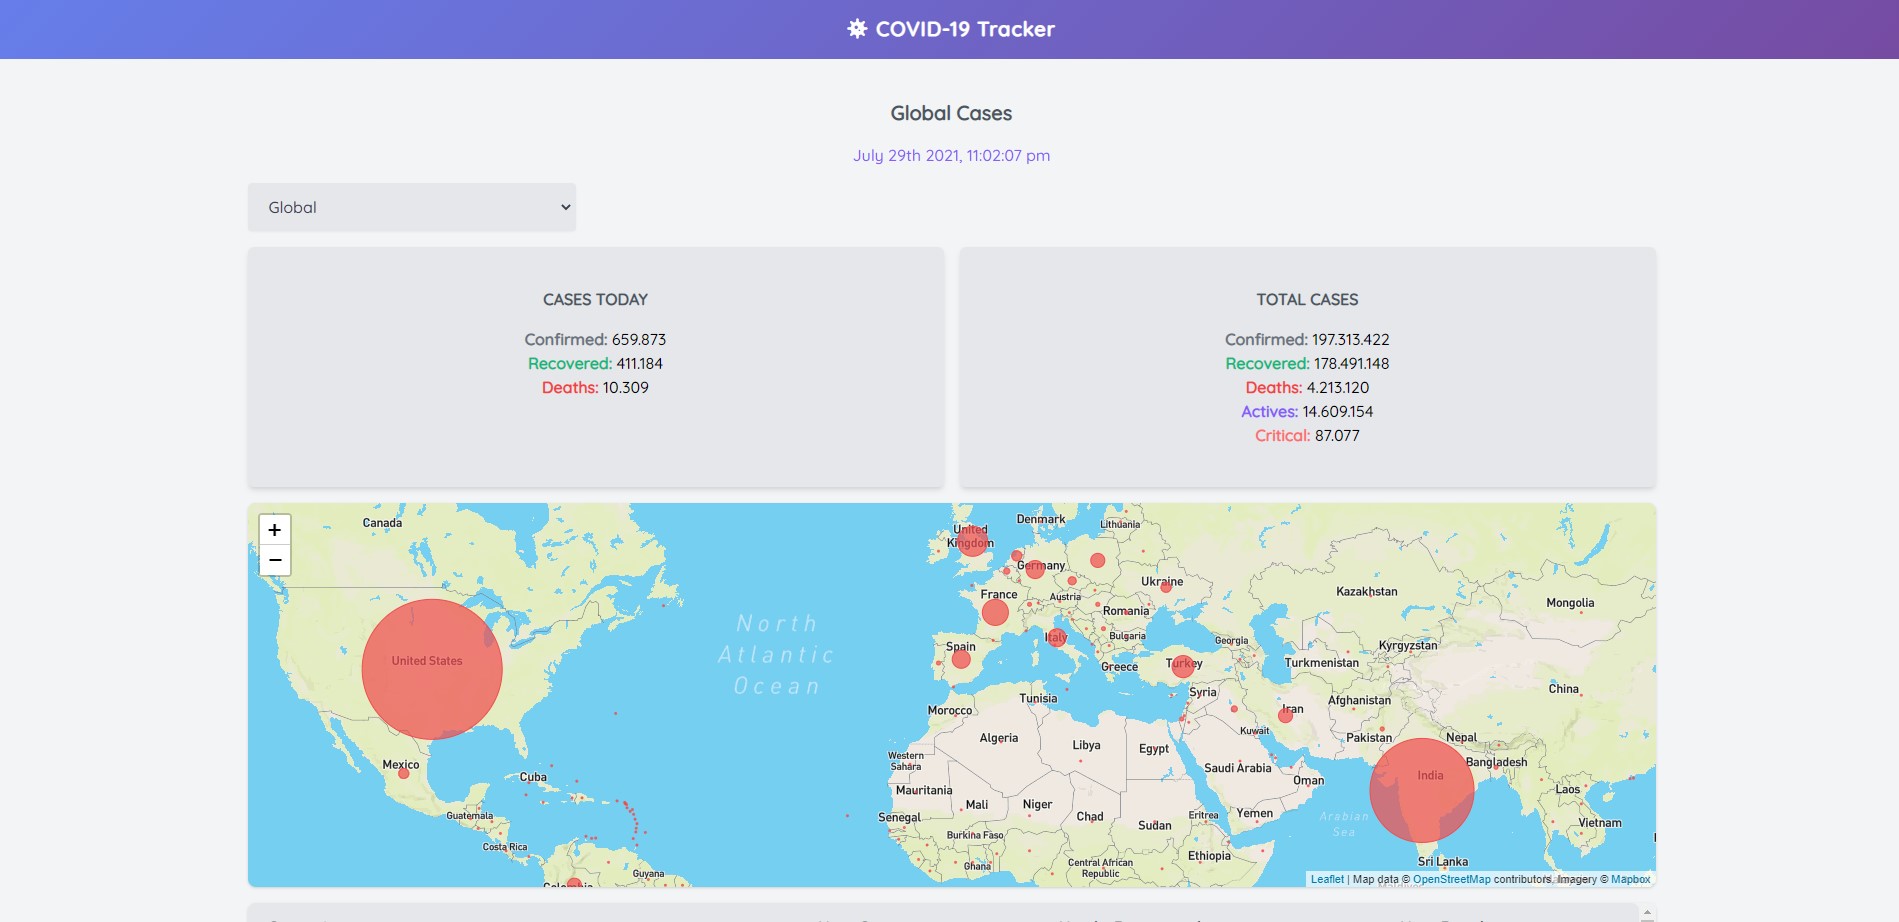 COVID-19 Tracker
Global Cases
July 29th 2021, 11:02:07 pm
Global
CASES TODAY
Confirmed: 659.873
Recovered: 411.184
Deaths: 10.309
TOTAL CASES
Confirmed: 197.313.422
Recovered: 178.491.148
Deaths: 4.213.120
Actives: 14.609.154
Critical: 87.077
+
−
Canada
United
Kingdom
Denmark
Lithuania
Germany
Ukraine
Kazakhstan
Mongolia
France
Austria
Romania
North
Atlantic
Ocean
Italy
Bulgaria
Georgia
Kyrgyzstan
United States
Spain
Greece
Turkey
Turkmenistan
China
Syria
Tunisia
Afghanistan
Morocco
Iran
Algeria
Libya
Egypt
Kuwait
Pakistan
Nepal
Mexico
Western
Sahara
Saudi Arabia
Bangladesh
Cuba
Oman
India
Mauritania
Laos
Mali
Niger
Guatemala
Senegal
Chad
Sudan
Eritrea
Yemen
Arabian
Sea
Vietnam
Burkina Faso
Costa Rica
Ghana
Central African
Republic
Ethiopia
Sri Lanka
Guyana
Colombia
Leaflet | Map data © OpenStreetMap contributors, Imagery © Mapbox